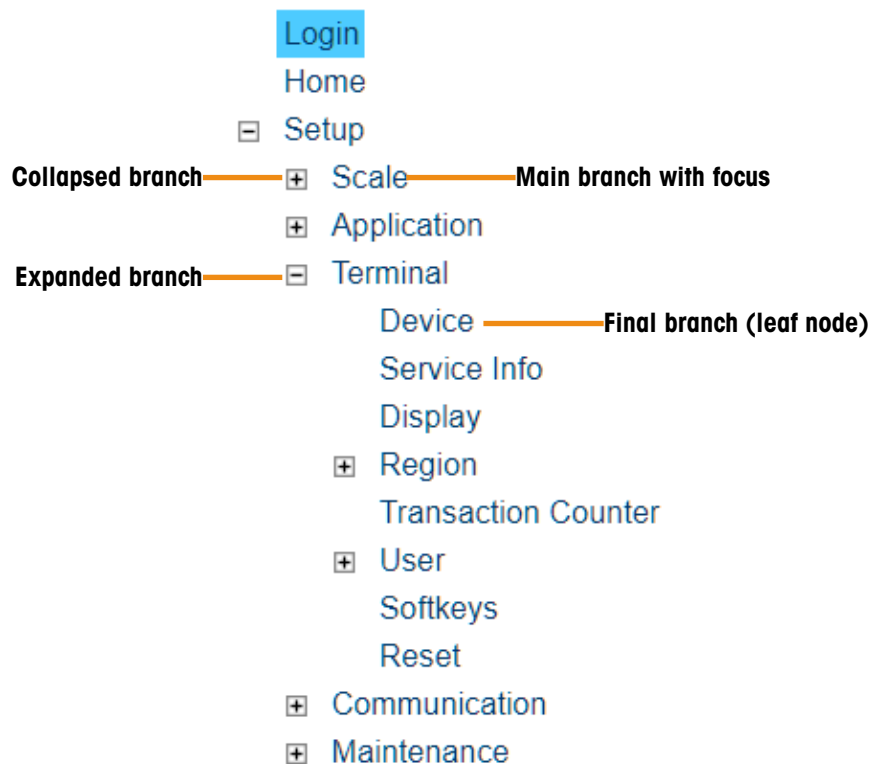 Login
Home
Setup
Collapsed branch Scale Main branch with focus
Application
Expanded branch Terminal
Device Final branch (leaf node)
Service Info
Display
Region
Transaction Counter
User
Softkeys
Reset
Communication
Maintenance